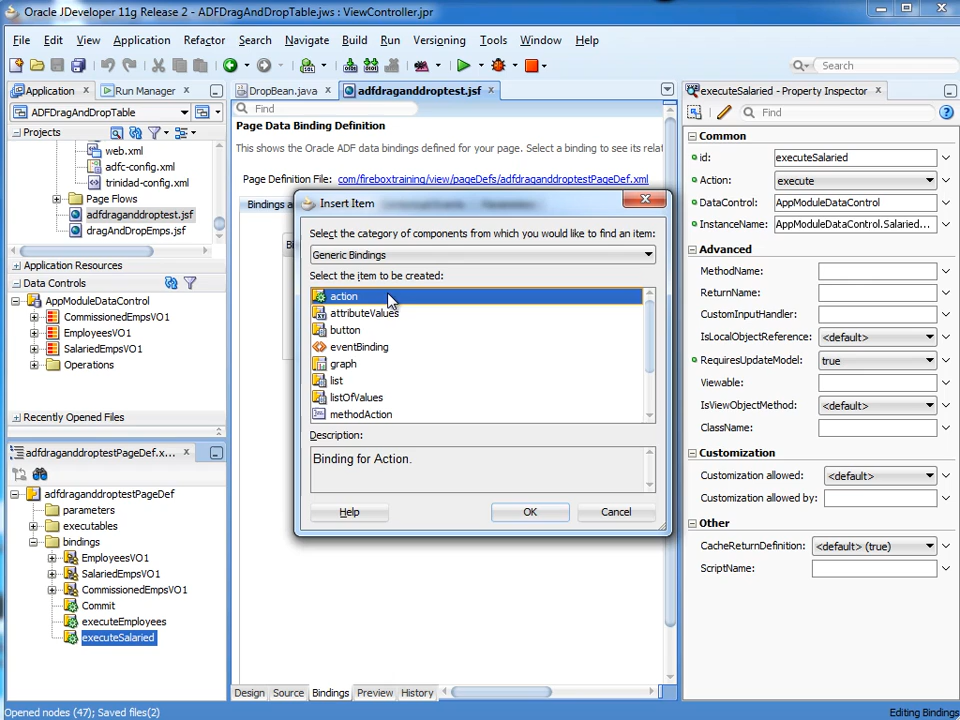 Oracle JDeveloper 11g Release 2 - ADFDragAndDropTable.jws : ViewController.jpr
File Edit View Application Refactor Search Navigate Build Run Versioning Tools Window Help
Search
Application Run Manager
ADFDragAndDropTable
Projects
web.xml
adfc-config.xml
trinidad-config.xml
Page Flows
adfdraganddroptest.jsf
dragAndDropEmps.jsf
Application Resources
Data Controls
AppModuleDataControl
CommissionedEmpsVO1
EmployeesVO1
SalariedEmpsVO1
Operations
Recently Opened Files
adfdraganddroptestPageDef.x...
adfdraganddroptestPageDef
parameters
executables
bindings
EmployeesVO1
SalariedEmpsVO1
CommissionedEmpsVO1
Commit
executeEmployees
executeSalaried
DropBean.java adfdraganddroptest.jsf
Find
Page Data Binding Definition
This shows the Oracle ADF data bindings defined for your page. Select a binding to see its relat
Page Definition File: com/fireboxtraining/view/pageDefs/adfdraganddroptestPageDef.xml
Bindings a
Insert Item
Select the category of components from which you would like to find an item:
Generic Bindings
Select the item to be created:
action
attributeValues
button
eventBinding
graph
list
listOfValues
methodAction
Description:
Binding for Action.
Help OK Cancel
Design Source Bindings Preview History
executeSalaried - Property Inspector
Find
Common
id: executeSalaried
Action: execute
DataControl: AppModuleDataControl
InstanceName: AppModuleDataControl.Salaried...
Advanced
MethodName:
ReturnName:
CustomInputHandler:
IsLocalObjectReference: <default>
RequiresUpdateModel: true
Viewable:
IsViewObjectMethod: <default>
ClassName:
Customization
Customization allowed: <default>
Customization allowed by:
Other
CacheReturnDefinition: <default> (true)
ScriptName:
Opened nodes (47); Saved files(2) Editing Bindings